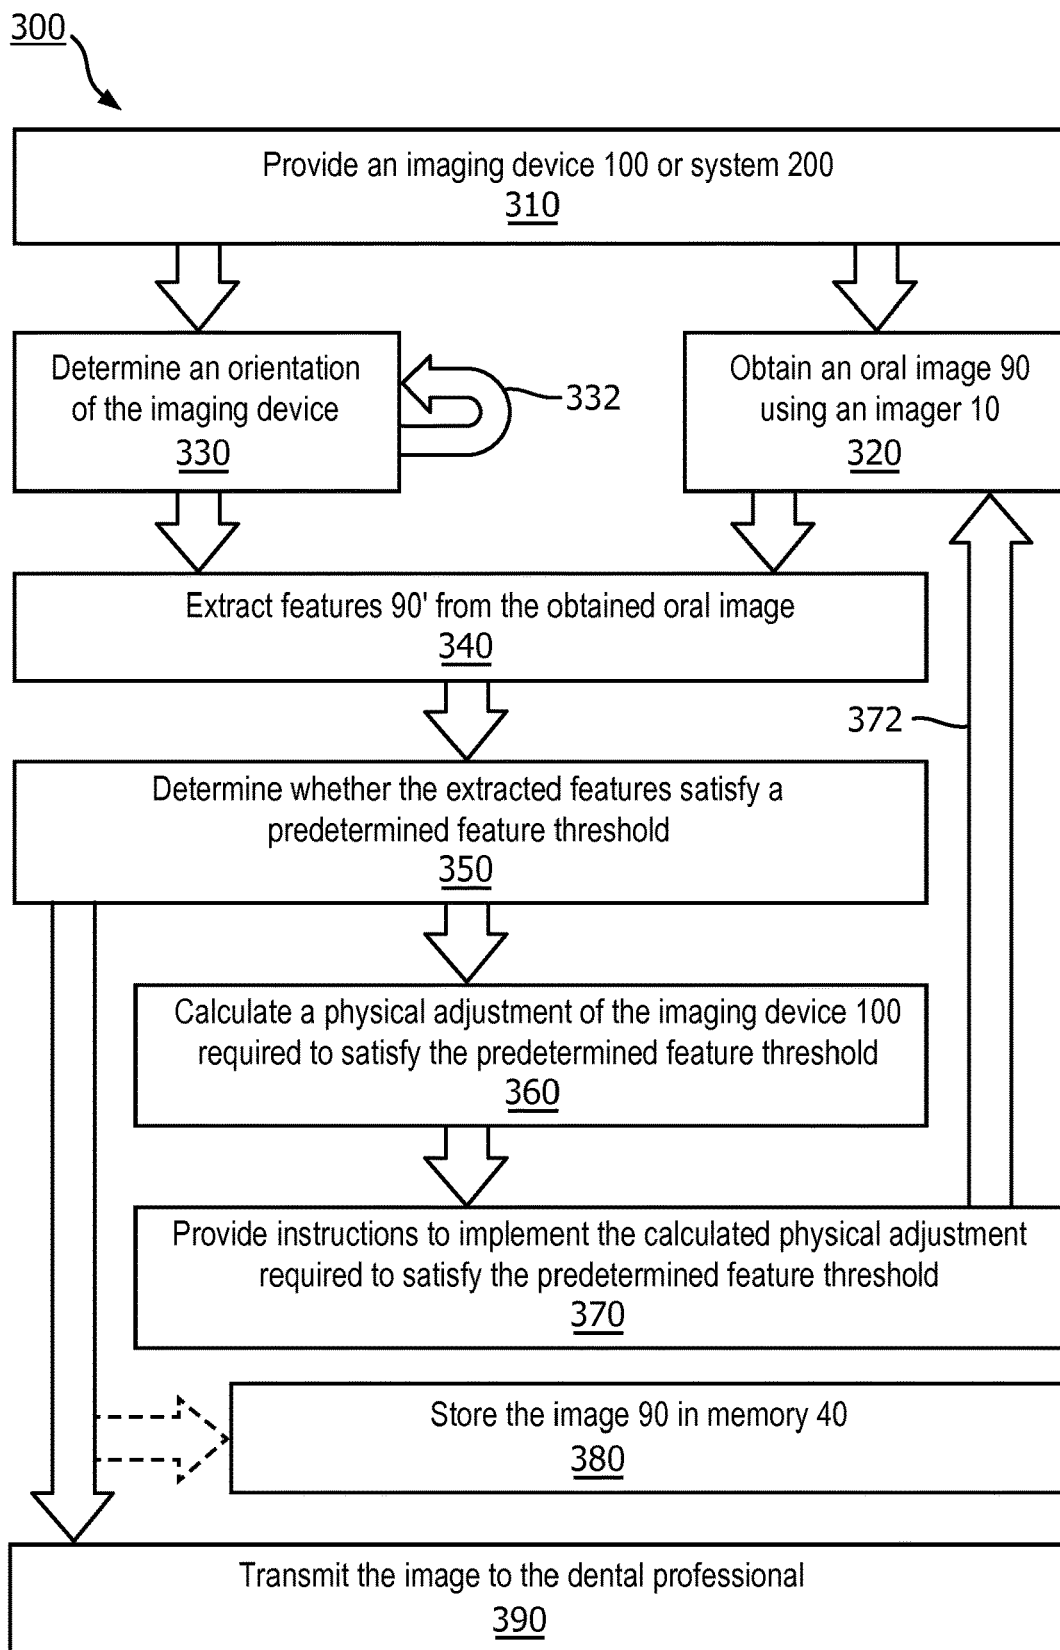 300
Provide an imaging device 100 or system 200
310
Determine an orientation
of the imaging device
330
332
Obtain an oral image 90
using an imager 10
320
Extract features 90' from the obtained oral image
340
372
Determine whether the extracted features satisfy a
predetermined feature threshold
350
Calculate a physical adjustment of the imaging device 100
required to satisfy the predetermined feature threshold
360
Provide instructions to implement the calculated physical adjustment
required to satisfy the predetermined feature threshold
370
Store the image 90 in memory 40
380
Transmit the image to the dental professional
390